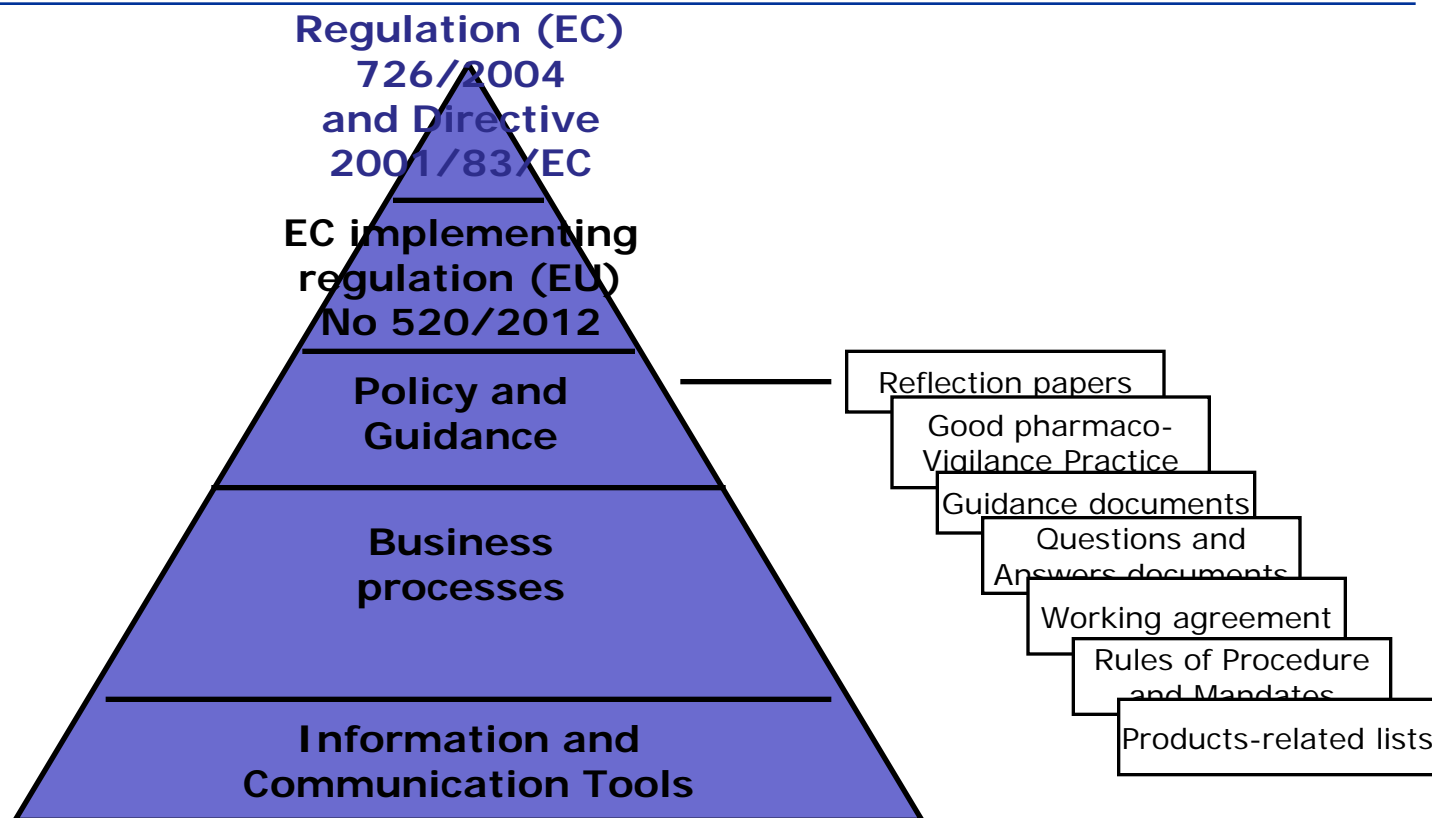 Regulation (EC)
726/2004
and Directive
2001/83/EC
EC implementing
regulation (EU)
No 520/2012
Policy and
Guidance
Business
processes
Information and
Communication Tools
Reflection papers
Good pharmaco-
Vigilance Practice
Guidance documents
Questions and
Answers documents
Working agreement
Rules of Procedure
and Mandates
Products-related lists